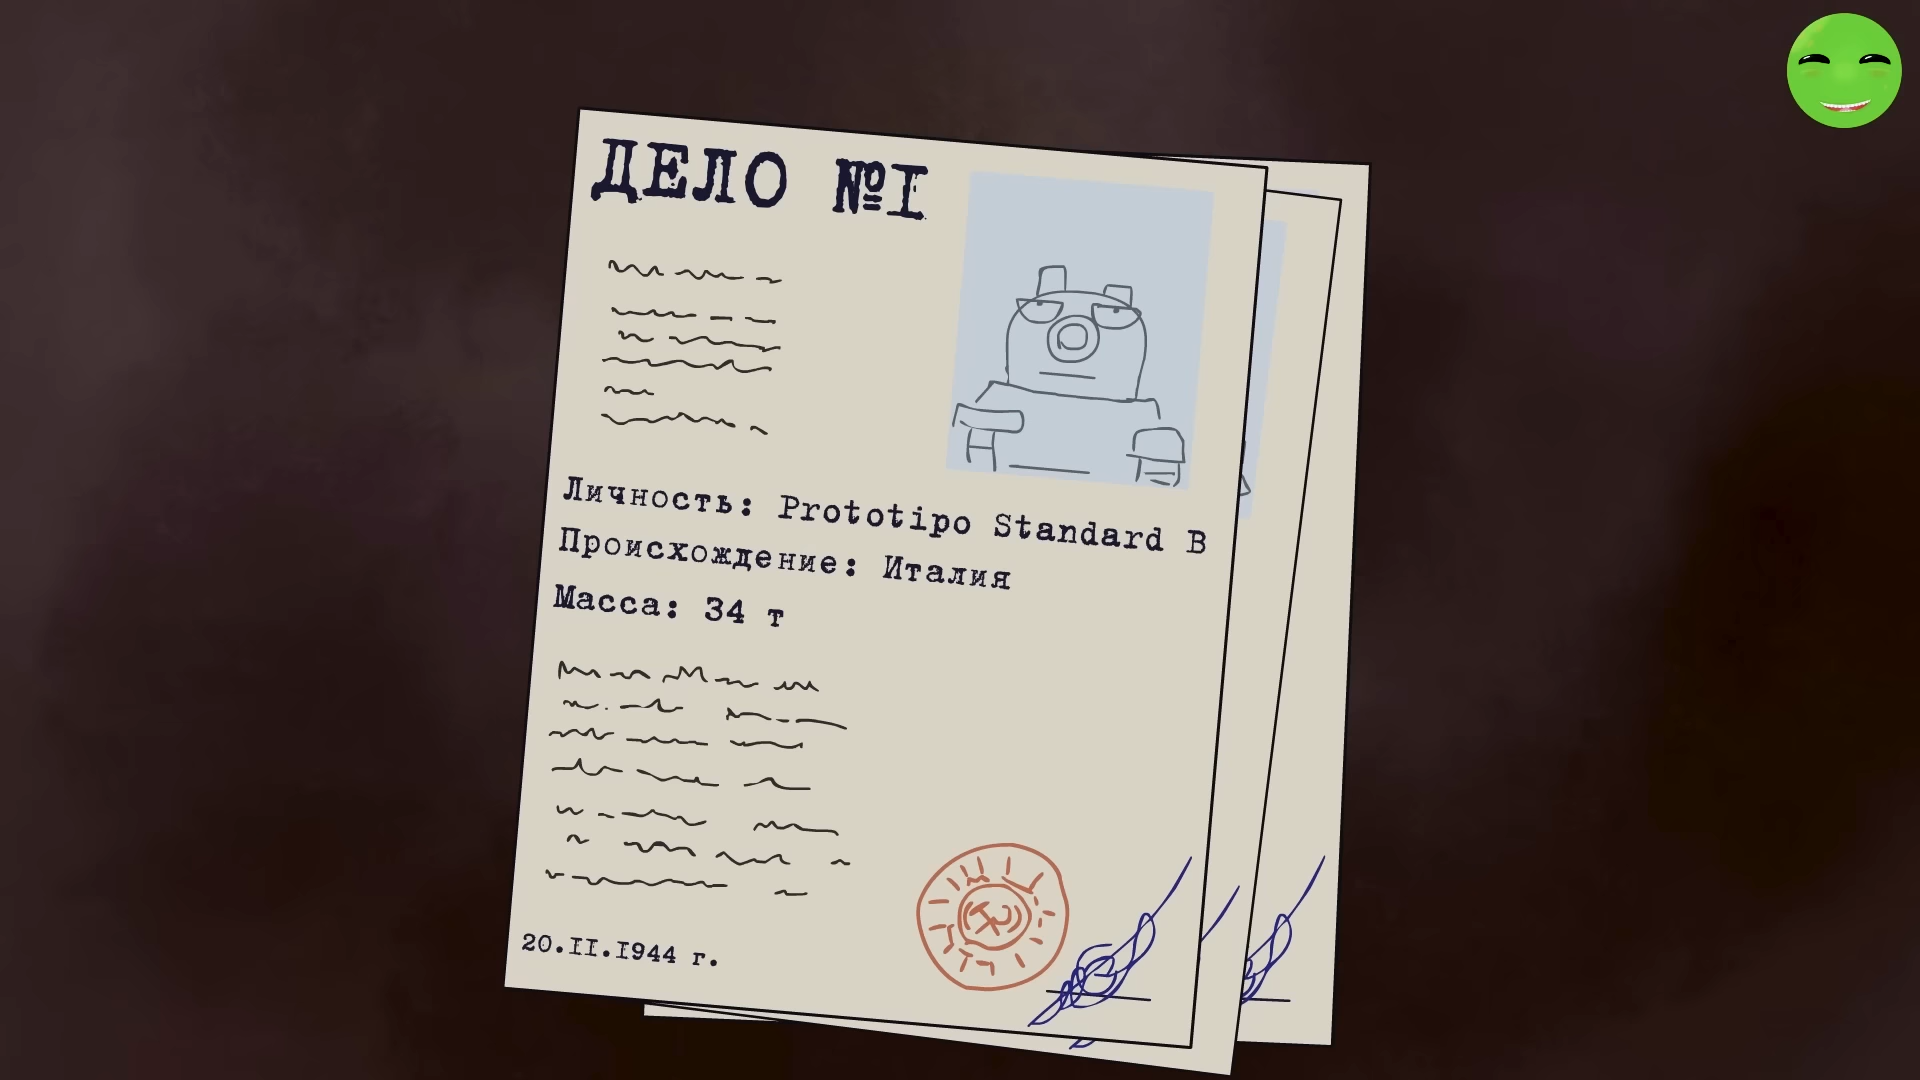 ДЕЛО №I
Личность: Prototipo Standard B
Происхождение: Италия
Масса: 34 т
20.II.I944 г.